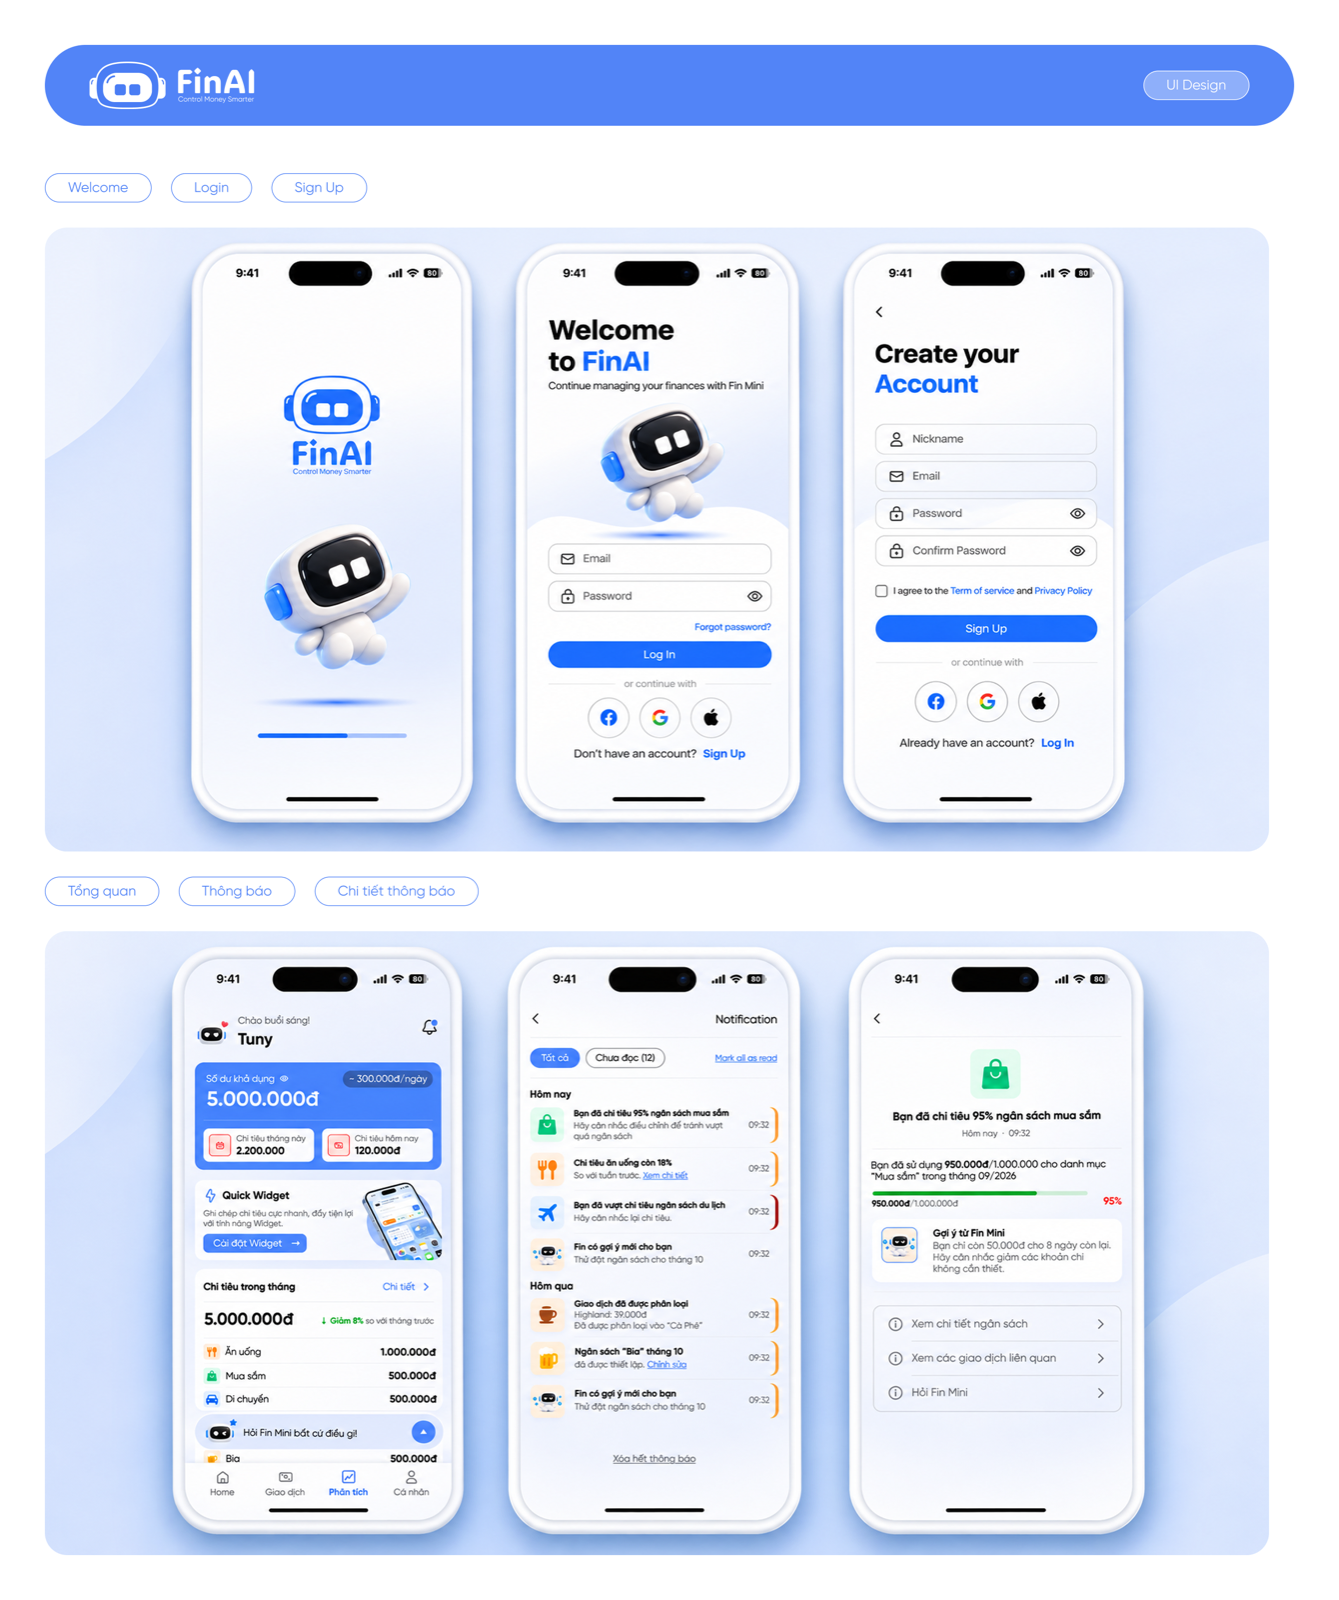 FinAI
Control Money Smarter
UI Design
Welcome
Login
Sign Up
9:41
80
FinAI
Control Money Smarter
9:41
80
Welcome
to FinAI
Continue managing your finances with Fin Mini
Email
Password
Forgot password?
Log In
or continue with
Don't have an account? Sign Up
9:41
80
Create your
Account
Nickname
Email
Password
Confirm Password
I agree to the Term of service and Privacy Policy
Sign Up
or continue with
Already have an account? Log In
Tổng quan
Thông báo
Chi tiết thông báo
9:41
80
Chào buổi sáng!
Tuny
Số dư khả dụng
~ 300.000đ/ngày
5.000.000đ
Chi tiêu tháng này
2.200.000
Chi tiêu hôm nay
120.000đ
Quick Widget
Ghi chép chi tiêu cực nhanh, đầy tiện lợi
với tính năng Widget.
Cài đặt Widget →
Chi tiêu trong tháng
Chi tiết
5.000.000đ
↓ Giảm 8% so với tháng trước
Ăn uống 1.000.000đ
Mua sắm 500.000đ
Di chuyển 500.000đ
Hỏi Fin Mini bất cứ điều gì!
Bia 500.000đ
Home
Giao dịch
Phân tích
Cá nhân
9:41
80
Notification
Tất cả
Chưa đọc (12)
Mark all as read
Hôm nay
Bạn đã chi tiêu 95% ngân sách mua sắm
Hãy cân nhắc điều chỉnh để tránh vượt
quá ngân sách
09:32
Chi tiêu ăn uống còn 18%
So với tuần trước. Xem chi tiết
09:32
Bạn đã vượt chi tiêu ngân sách du lịch
Hãy cân nhắc lại chi tiêu.
09:32
Fin có gợi ý mới cho bạn
Thử đặt ngân sách cho tháng 10
09:32
Hôm qua
Giao dịch đã được phân loại
Highland: 39.000đ
Đã được phân loại vào "Cà Phê"
09:32
Ngân sách "Bia" tháng 10
đã được thiết lập. Chỉnh sửa
09:32
Fin có gợi ý mới cho bạn
Thử đặt ngân sách cho tháng 10
09:32
Xóa hết thông báo
9:41
80
Bạn đã chi tiêu 95% ngân sách mua sắm
Hôm nay · 09:32
Bạn đã sử dụng 950.000đ/1.000.000 cho danh mục
"Mua sắm" trong tháng 09/2026
950.000đ/1.000.000đ
95%
Gợi ý từ Fin Mini
Bạn chỉ còn 50.000đ cho 8 ngày còn lại.
Hãy cân nhắc giảm các khoản chi
không cần thiết.
Xem chi tiết ngân sách
Xem các giao dịch liên quan
Hỏi Fin Mini